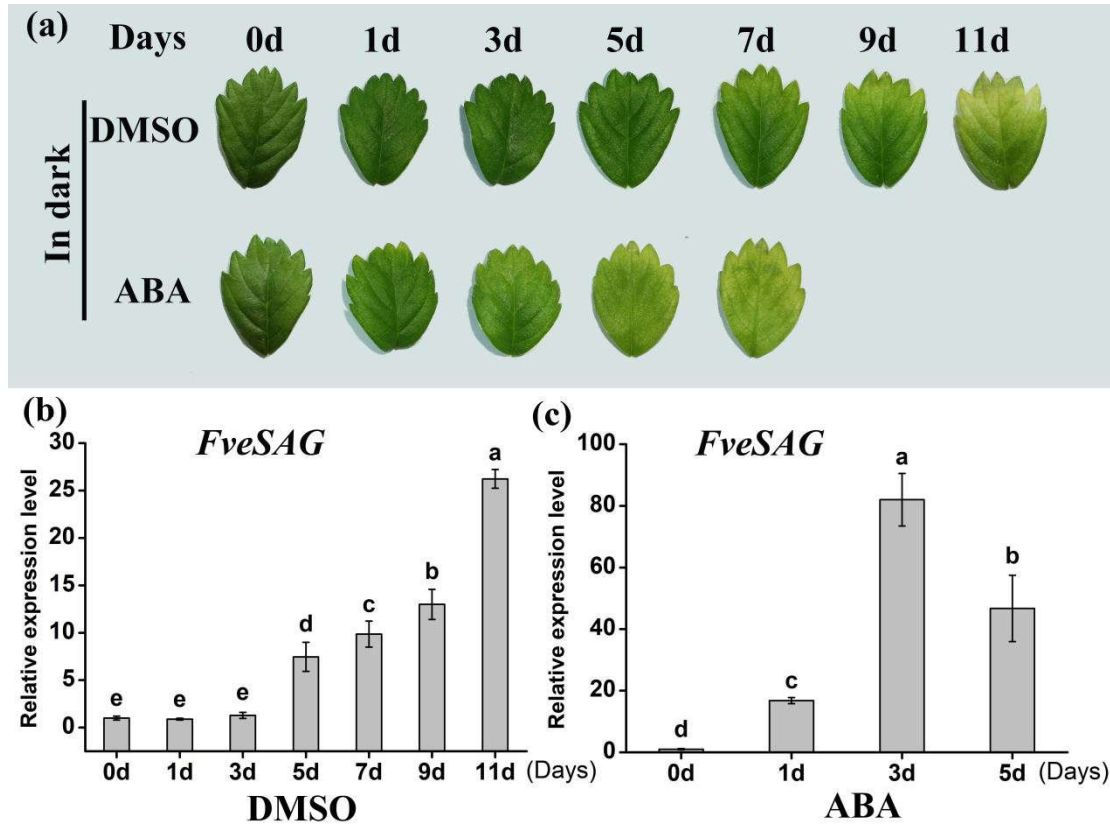 (a) Days 0d 1d 3d 5d 7d 9d 11d
In dark
DMSO
ABA
(b)
FveSAG
Relative expression level
30
25
20
15
10
5
0
e e e d c b a
0d 1d 3d 5d 7d 9d 11d (Days)
DMSO
(c)
FveSAG
Relative expression level
100
80
60
40
20
0
d c a b
0d 1d 3d 5d (Days)
ABA